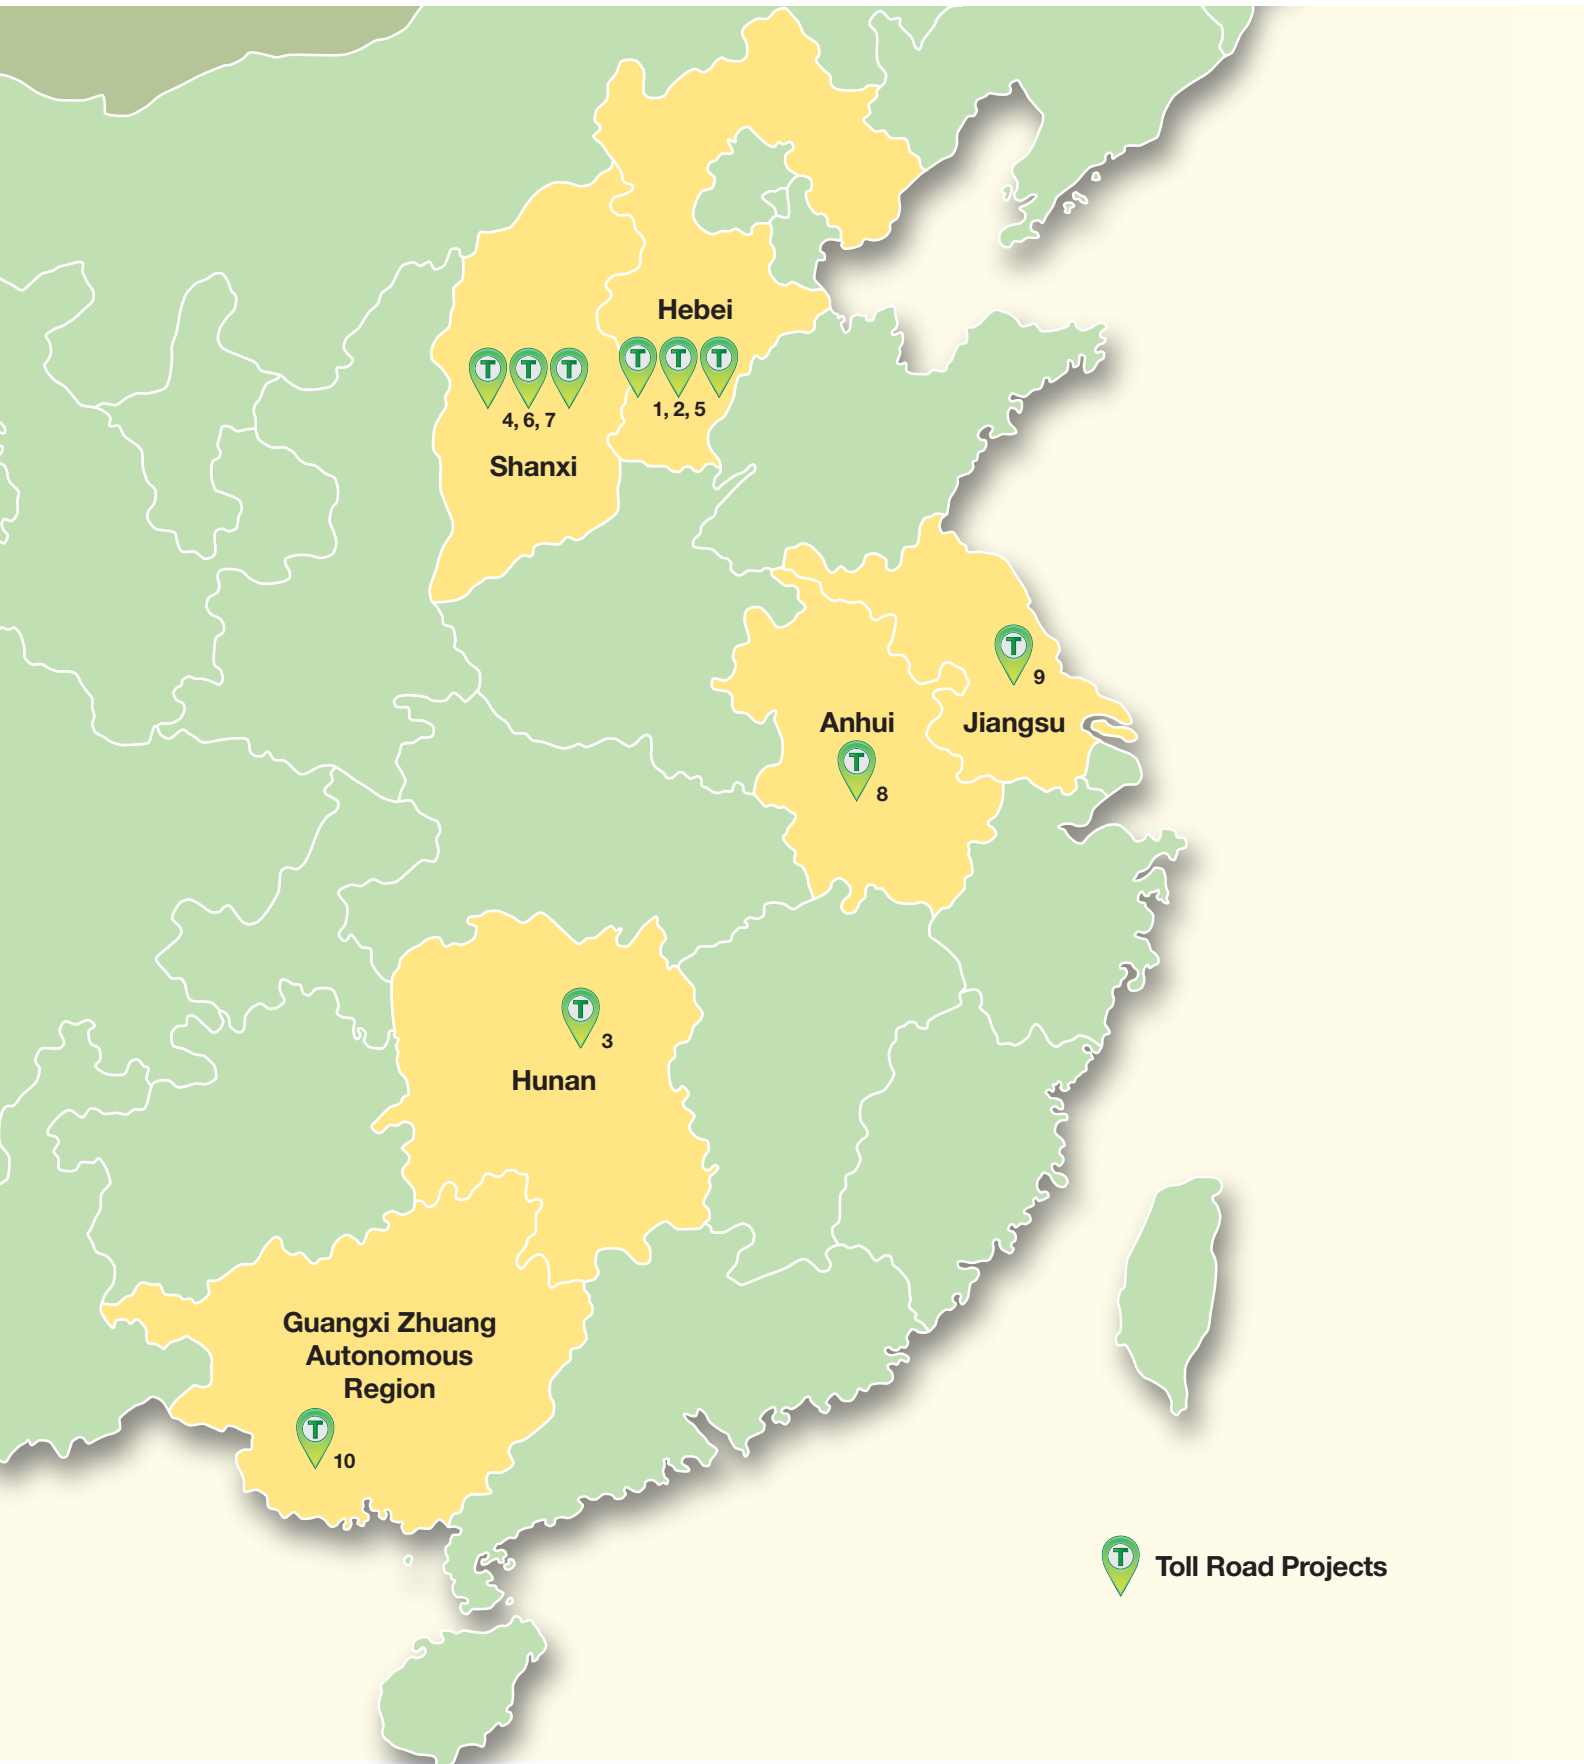 Hebei
T T T
1, 2, 5
T T T
4, 6, 7
Shanxi
T
9
Anhui
Jiangsu
T
8
T
3
Hunan
Guangxi Zhuang
Autonomous
Region
T
10
T Toll Road Projects